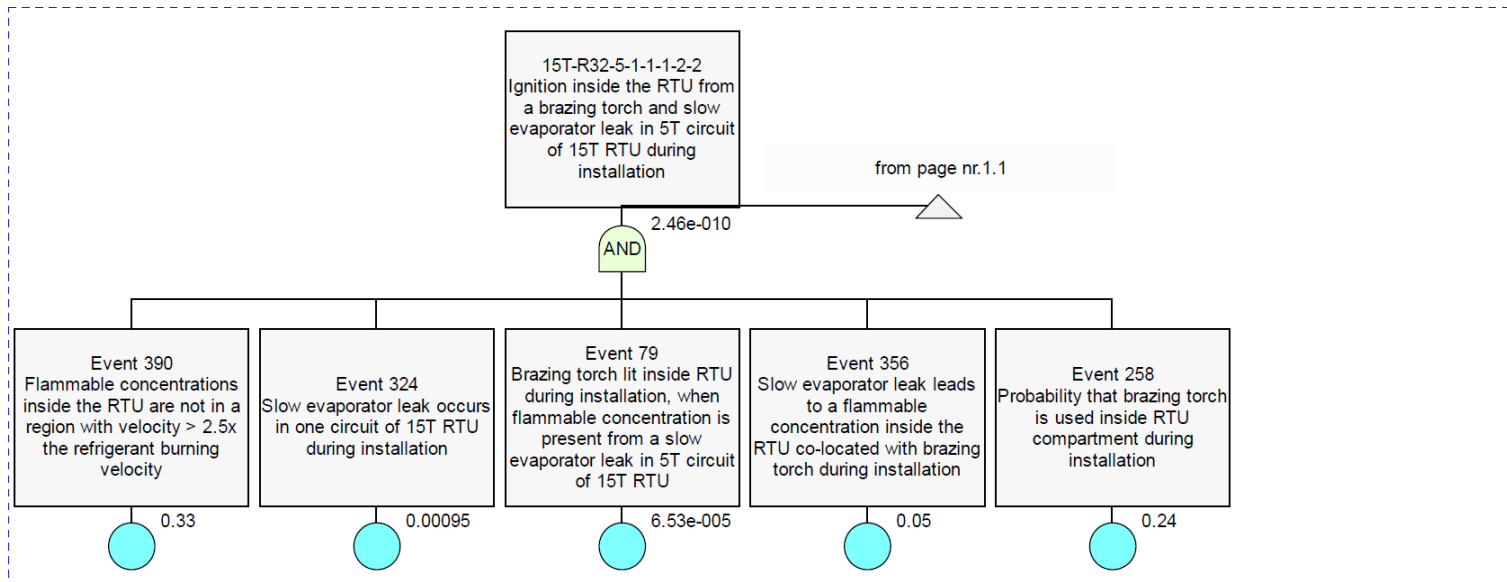 15T-R32-5-1-1-1-2-2
Ignition inside the RTU from
a brazing torch and slow
evaporator leak in 5T circuit
of 15T RTU during
installation
from page nr.1.1
2.46e-010
AND
Event 390
Flammable concentrations
inside the RTU are not in a
region with velocity > 2.5x
the refrigerant burning
velocity
0.33
Event 324
Slow evaporator leak occurs
in one circuit of 15T RTU
during installation
0.00095
Event 79
Brazing torch lit inside RTU
during installation, when
flammable concentration is
present from a slow
evaporator leak in 5T circuit
of 15T RTU
6.53e-005
Event 356
Slow evaporator leak leads
to a flammable
concentration inside the
RTU co-located with brazing
torch during installation
0.05
Event 258
Probability that brazing torch
is used inside RTU
compartment during
installation
0.24